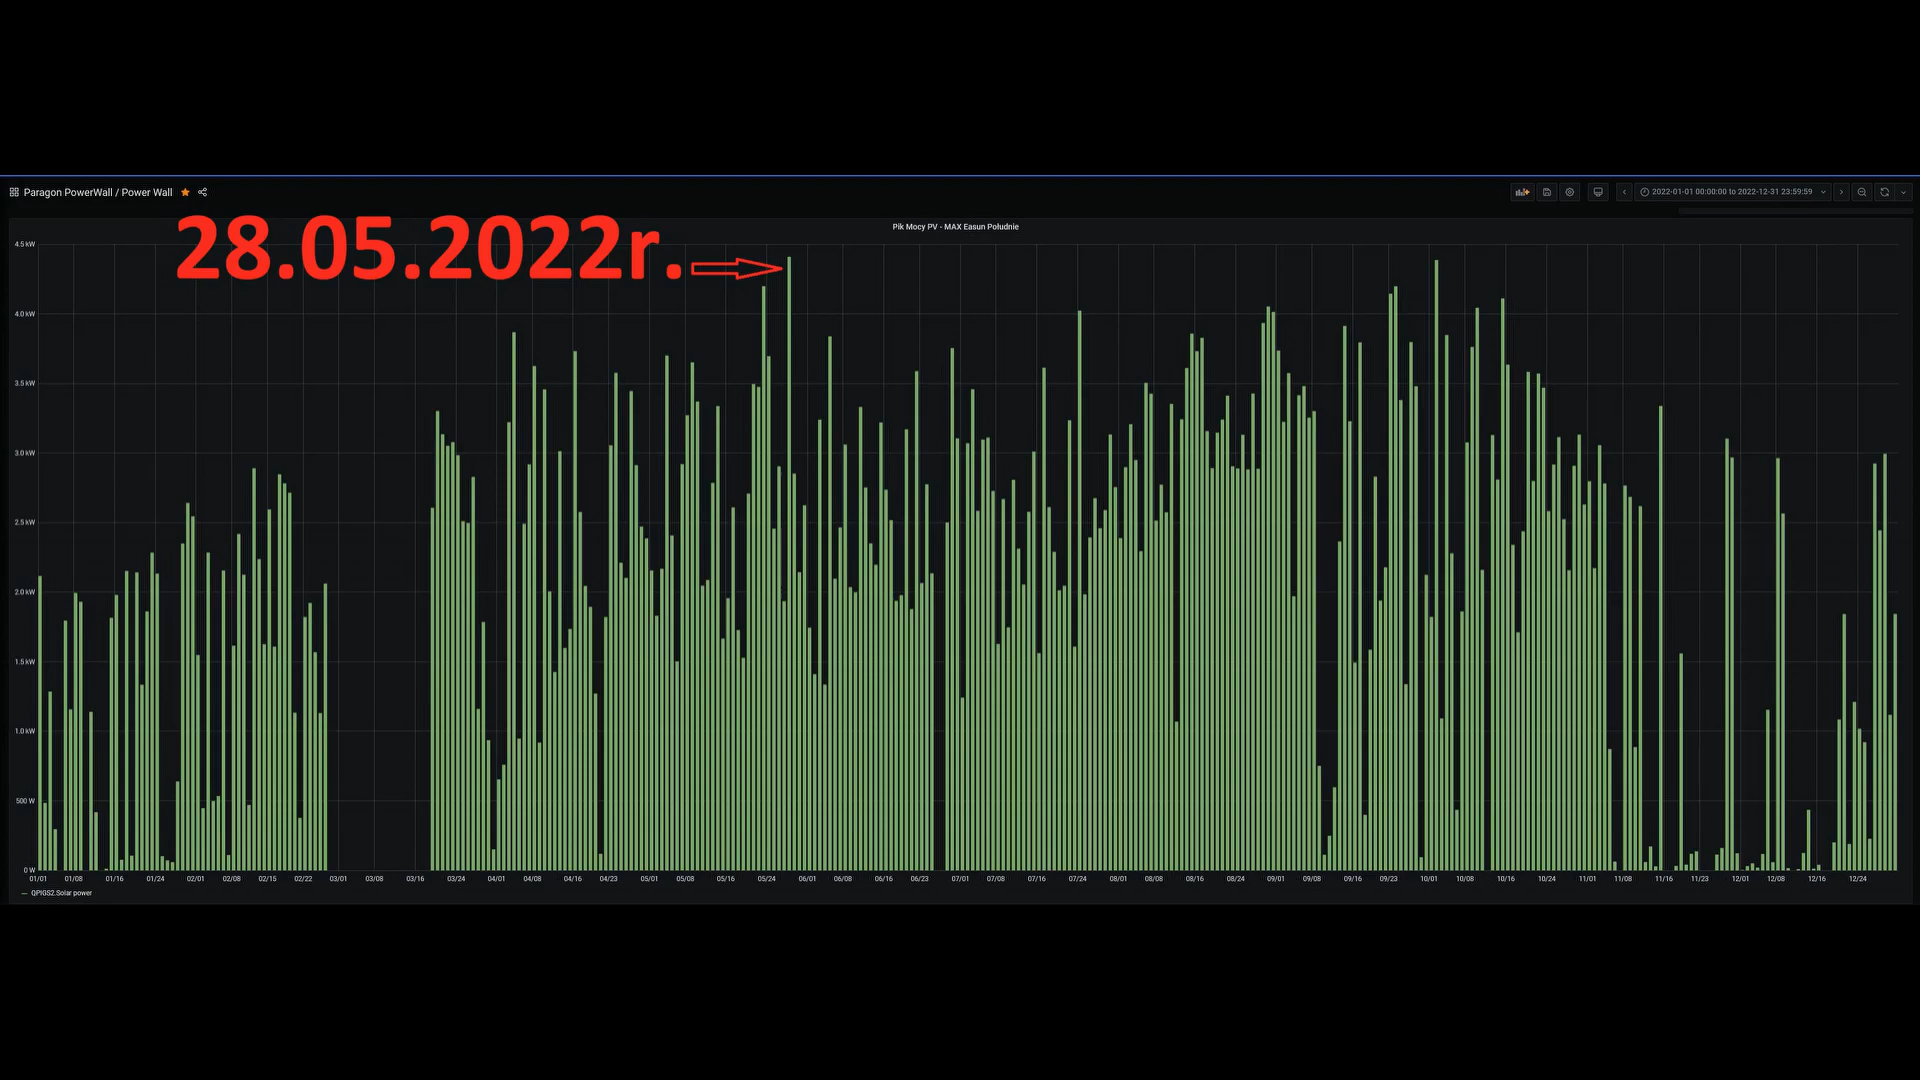 Paragon PowerWall / Power Wall
2022-01-01 00:00:00 to 2022-12-31 23:59:59
28.05.2022r.
Pik Mocy PV - MAX Easun Południe
4.5 kW
4.0 kW
3.5 kW
3.0 kW
2.5 kW
2.0 kW
1.5 kW
1.0 kW
500 W
0 W
01/01 01/08 01/16 01/24 02/01 02/08 02/15 02/22 03/01 03/08 03/16 03/24 04/01 04/08 04/16 04/23 05/01 05/08 05/16 05/24 06/01 06/08 06/16 06/23 07/01 07/08 07/16 07/24 08/01 08/08 08/16 08/24 09/01 09/08 09/16 09/23 10/01 10/08 10/16 10/24 11/01 11/08 11/16 11/23 12/01 12/08 12/16 12/24
QPIGS2.Solar power